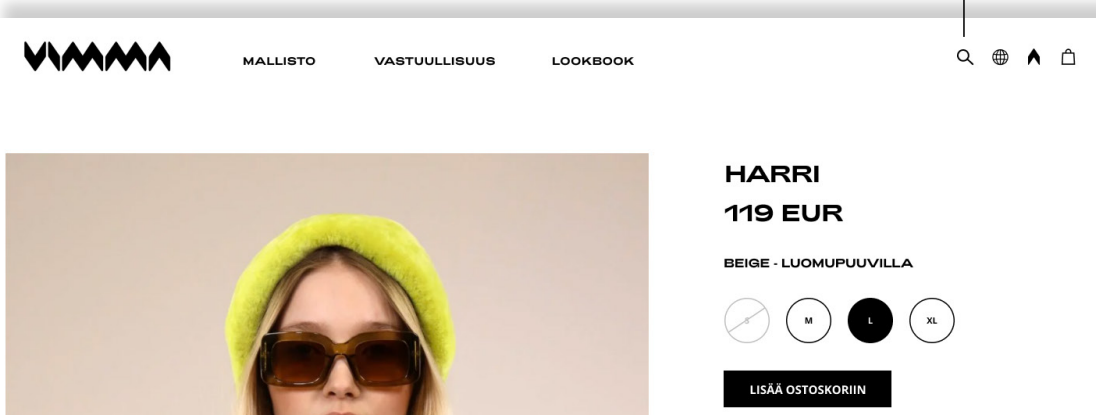 VIMMA
MALLISTO
VASTUULLISUUS
LOOKBOOK
HARRI
119 EUR
BEIGE - LUOMUPUUVILLA
S
M
L
XL
LISÄÄ OSTOSKORIIN